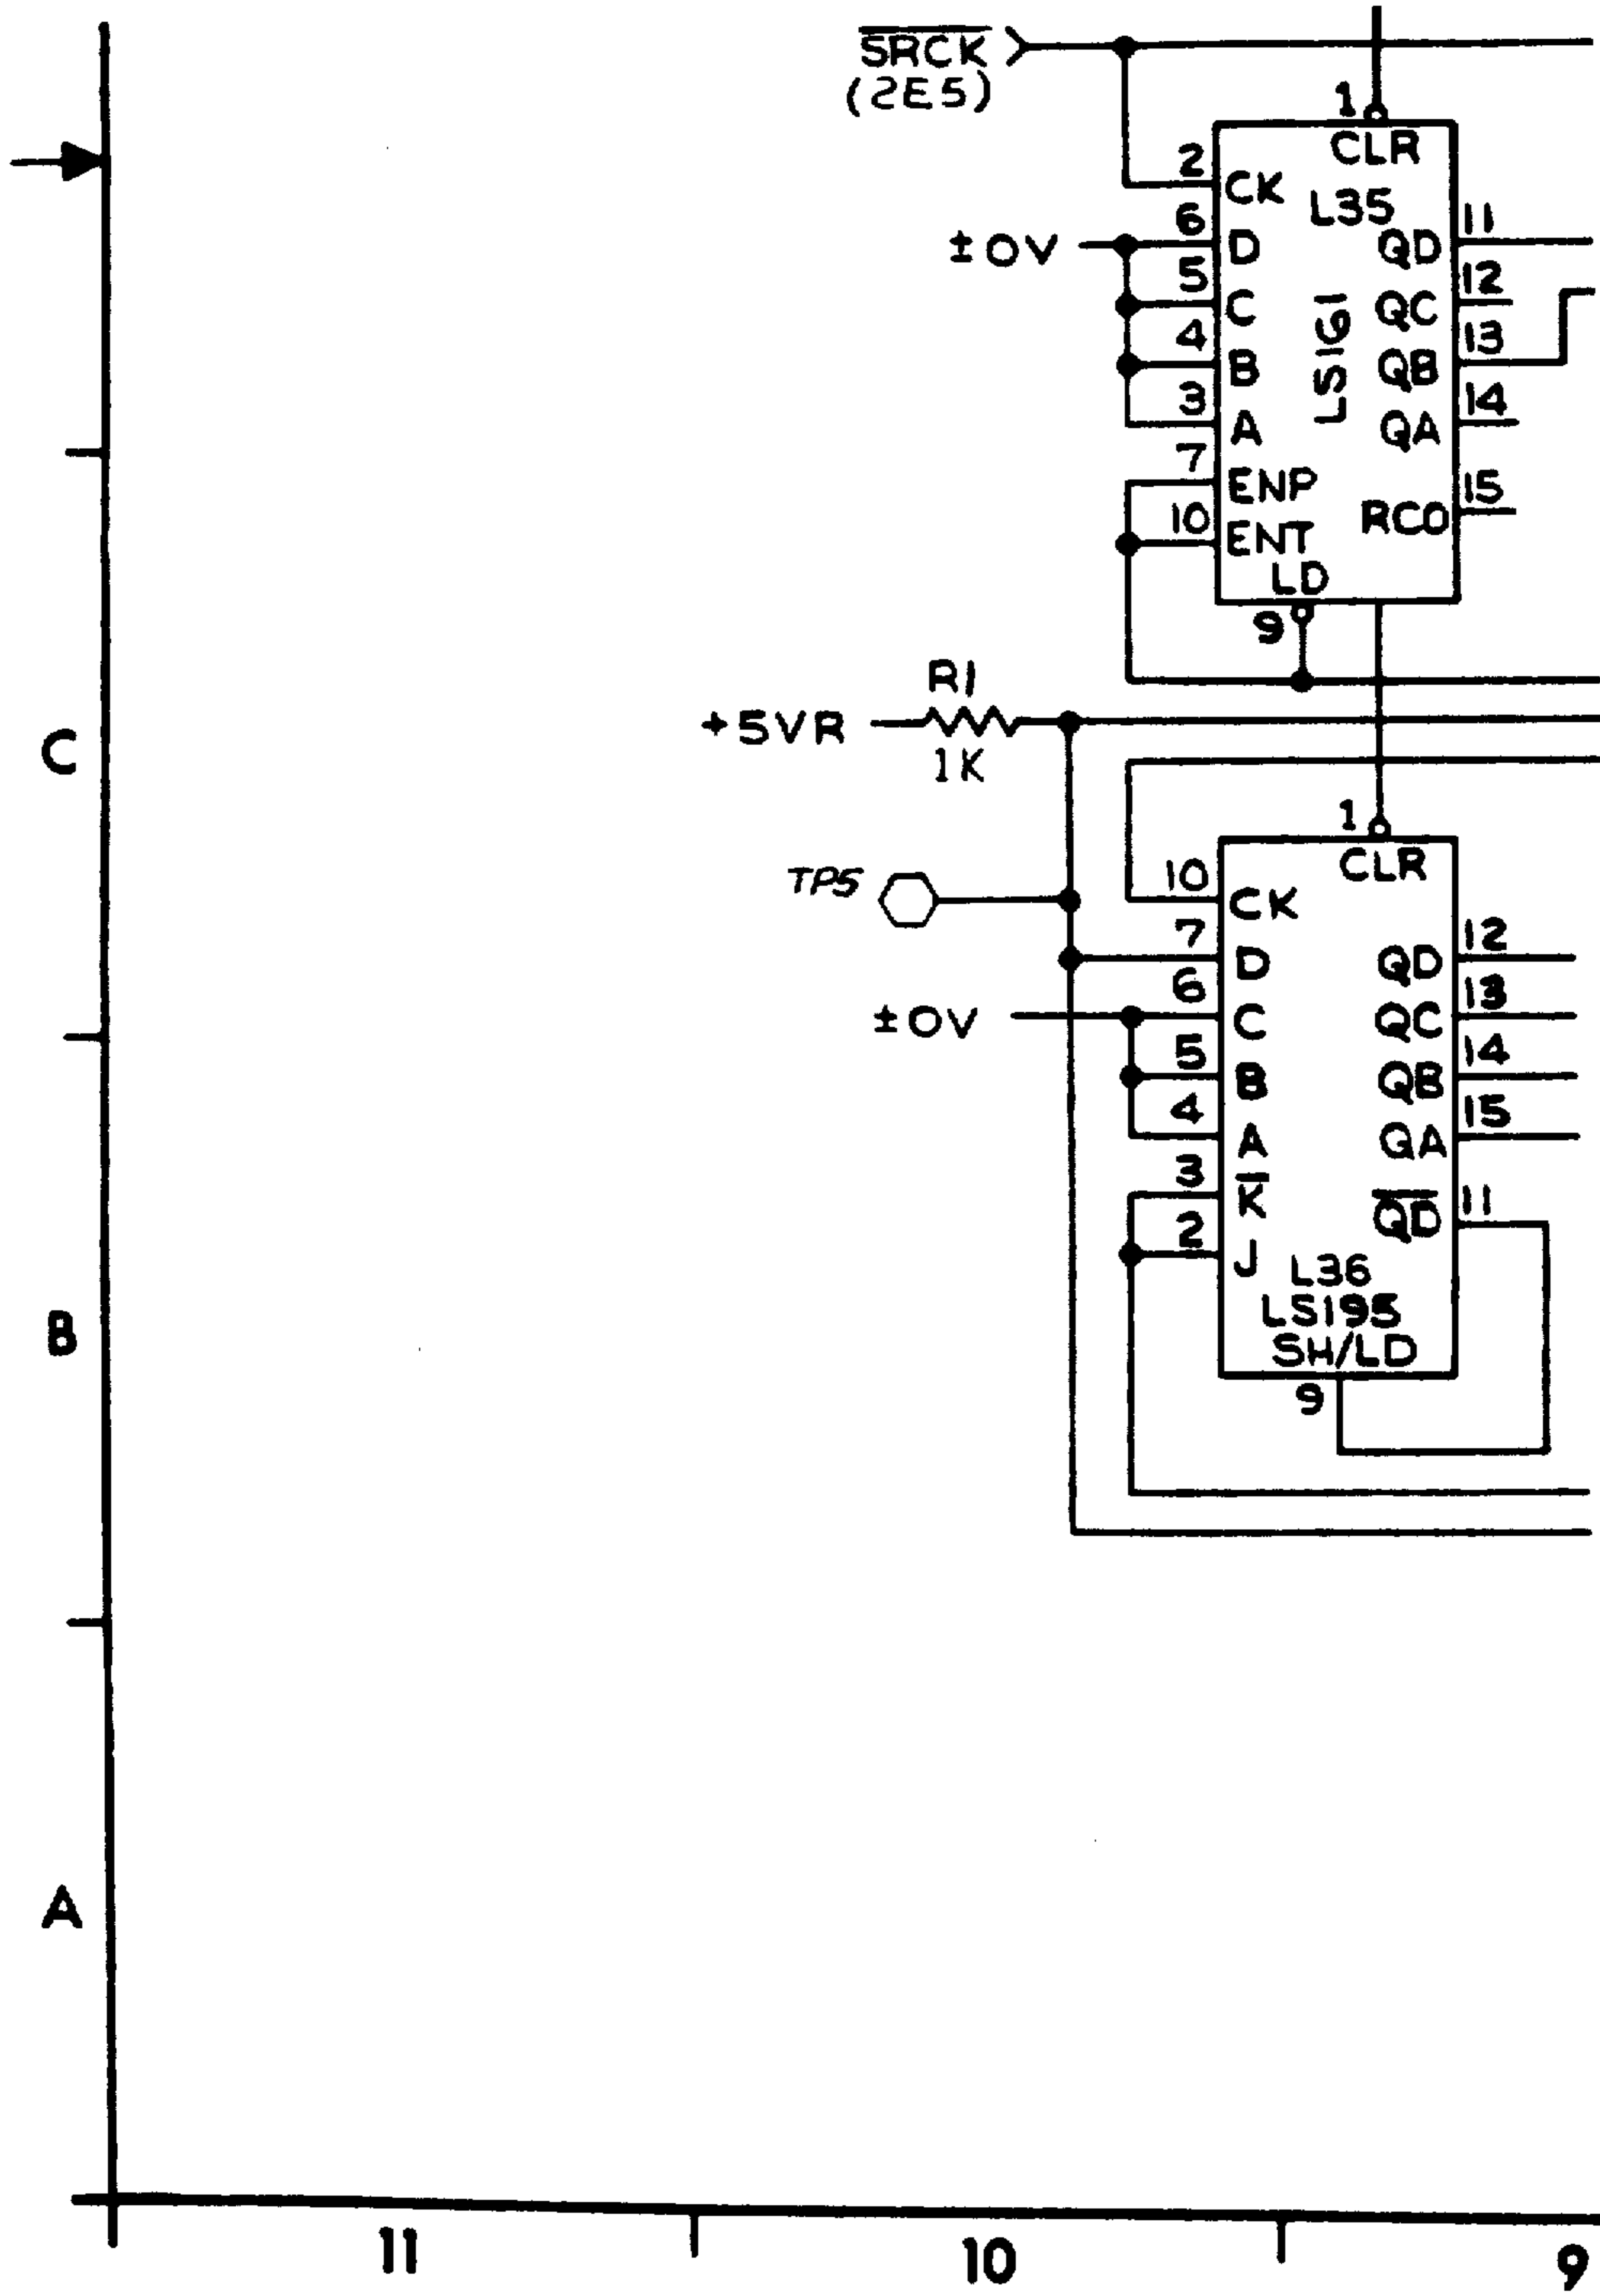 SRCK
(2E5)
1
CLR
2
CK
L35
6
±0V
D
QD
11
5
C
QC
12
LS161
4
B
QB
13
3
A
QA
14
7
ENP
15
10
ENT
RCO
LD
9
R1
+5VR
1K
C
1
CLR
TP5
10
CK
7
D
QD
12
6
±0V
C
QC
13
5
B
QB
14
4
A
QA
15
3
K
QD
11
2
J
L36
LS195
SH/LD
B
9
A
11
10
9